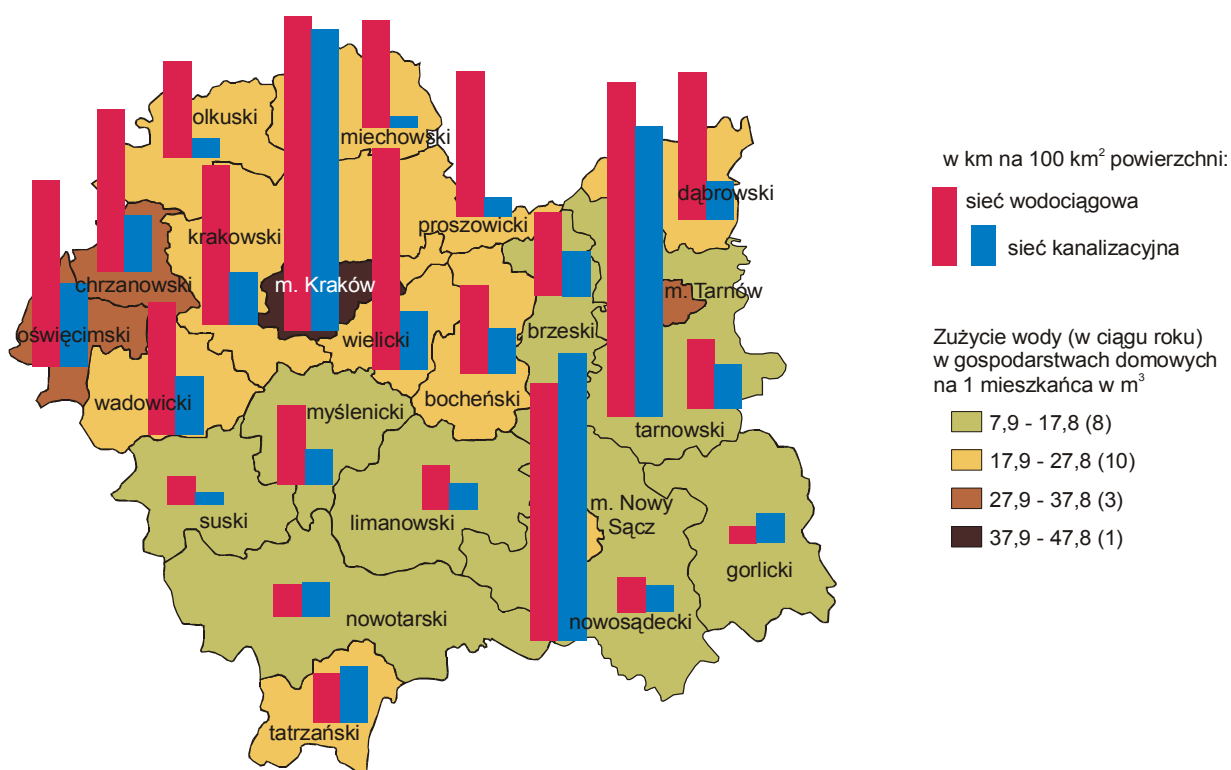 olkuski
miechowski
dąbrowski
proszowicki
krakowski
chrzanowski
m. Kraków
m. Tarnów
oświęcimski
wielicki
brzeski
wadowicki
bocheński
myślenicki
tarnowski
m. Nowy
Sącz
suski
limanowski
gorlicki
nowotarski
nowosądecki
tatrzański
w km na 100 km² powierzchni:
sieć wodociągowa
sieć kanalizacyjna
Zużycie wody (w ciągu roku)
w gospodarstwach domowych
na 1 mieszkańca w m³
7,9 - 17,8 (8)
17,9 - 27,8 (10)
27,9 - 37,8 (3)
37,9 - 47,8 (1)